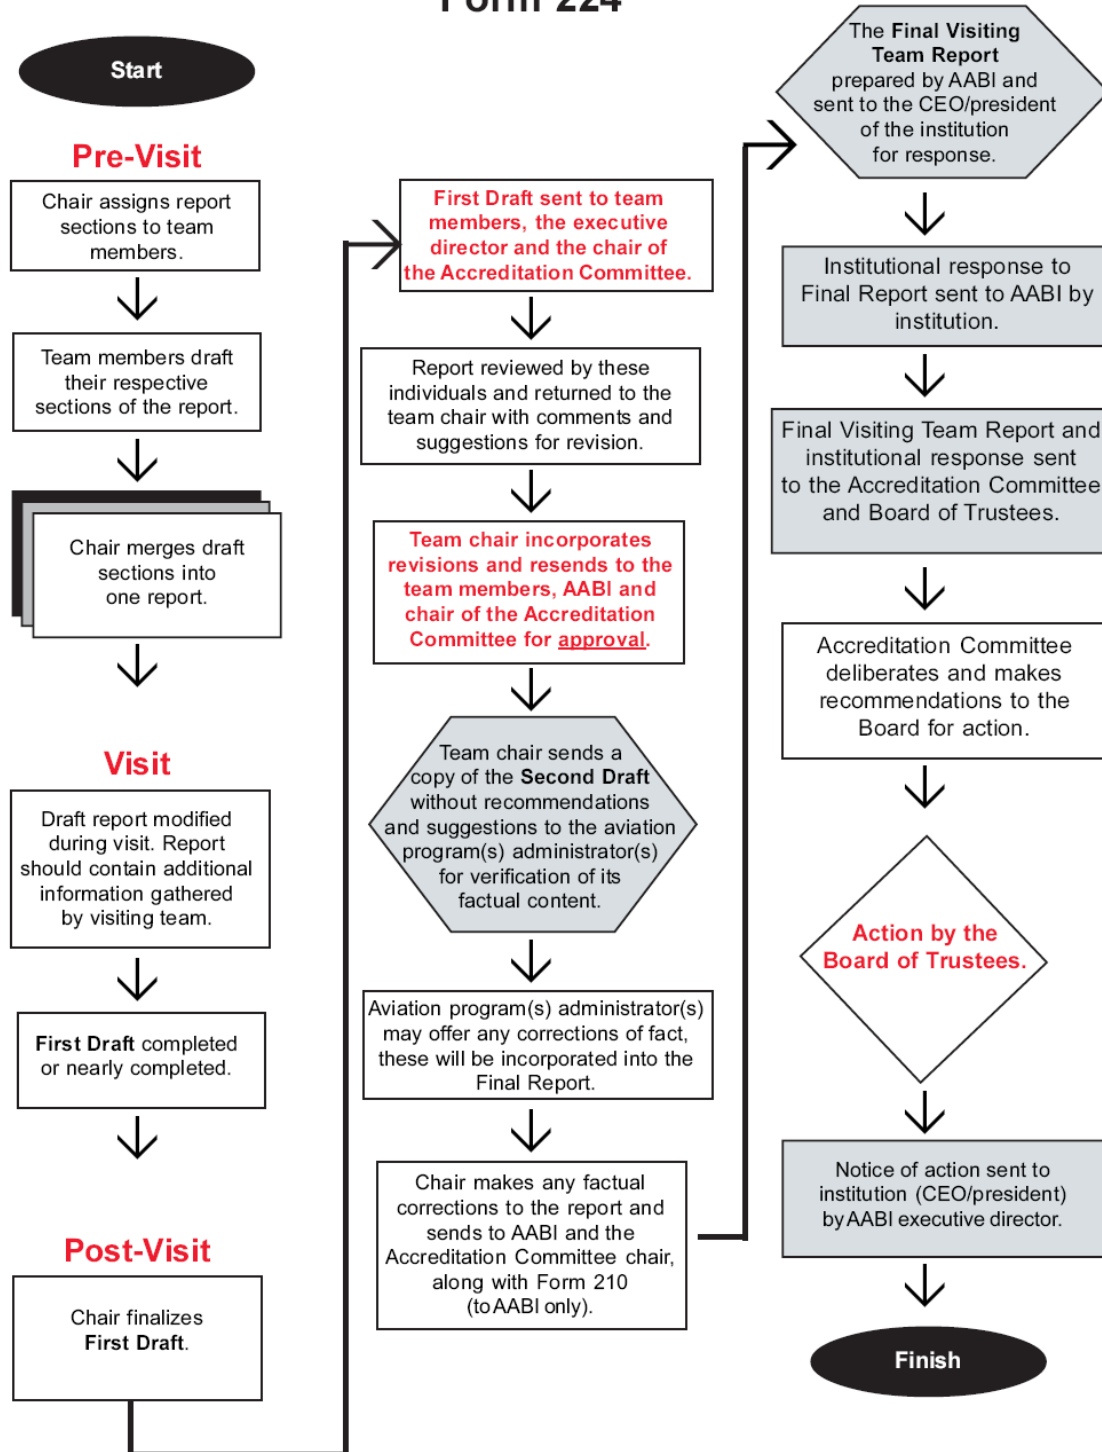 Form 224
Start
Pre-Visit
Chair assigns report
sections to team
members.
Team members draft
their respective
sections of the report.
Chair merges draft
sections into
one report.
Visit
Draft report modified
during visit. Report
should contain additional
information gathered
by visiting team.
First Draft completed
or nearly completed.
Post-Visit
Chair finalizes
First Draft.
First Draft sent to team
members, the executive
director and the chair of
the Accreditation Committee.
Report reviewed by these
individuals and returned to the
team chair with comments and
suggestions for revision.
Team chair incorporates
revisions and resends to the
team members, AABI and
chair of the Accreditation
Committee for approval.
Team chair sends a
copy of the Second Draft
without recommendations
and suggestions to the aviation
program(s) administrator(s)
for verification of its
factual content.
Aviation program(s) administrator(s)
may offer any corrections of fact,
these will be incorporated into the
Final Report.
Chair makes any factual
corrections to the report and
sends to AABI and the
Accreditation Committee chair,
along with Form 210
(to AABI only).
The Final Visiting
Team Report
prepared by AABI and
sent to the CEO/president
of the institution
for response.
Institutional response to
Final Report sent to AABI by
institution.
Final Visiting Team Report and
institutional response sent
to the Accreditation Committee
and Board of Trustees.
Accreditation Committee
deliberates and makes
recommendations to the
Board for action.
Action by the
Board of Trustees.
Notice of action sent to
institution (CEO/president)
by AABI executive director.
Finish